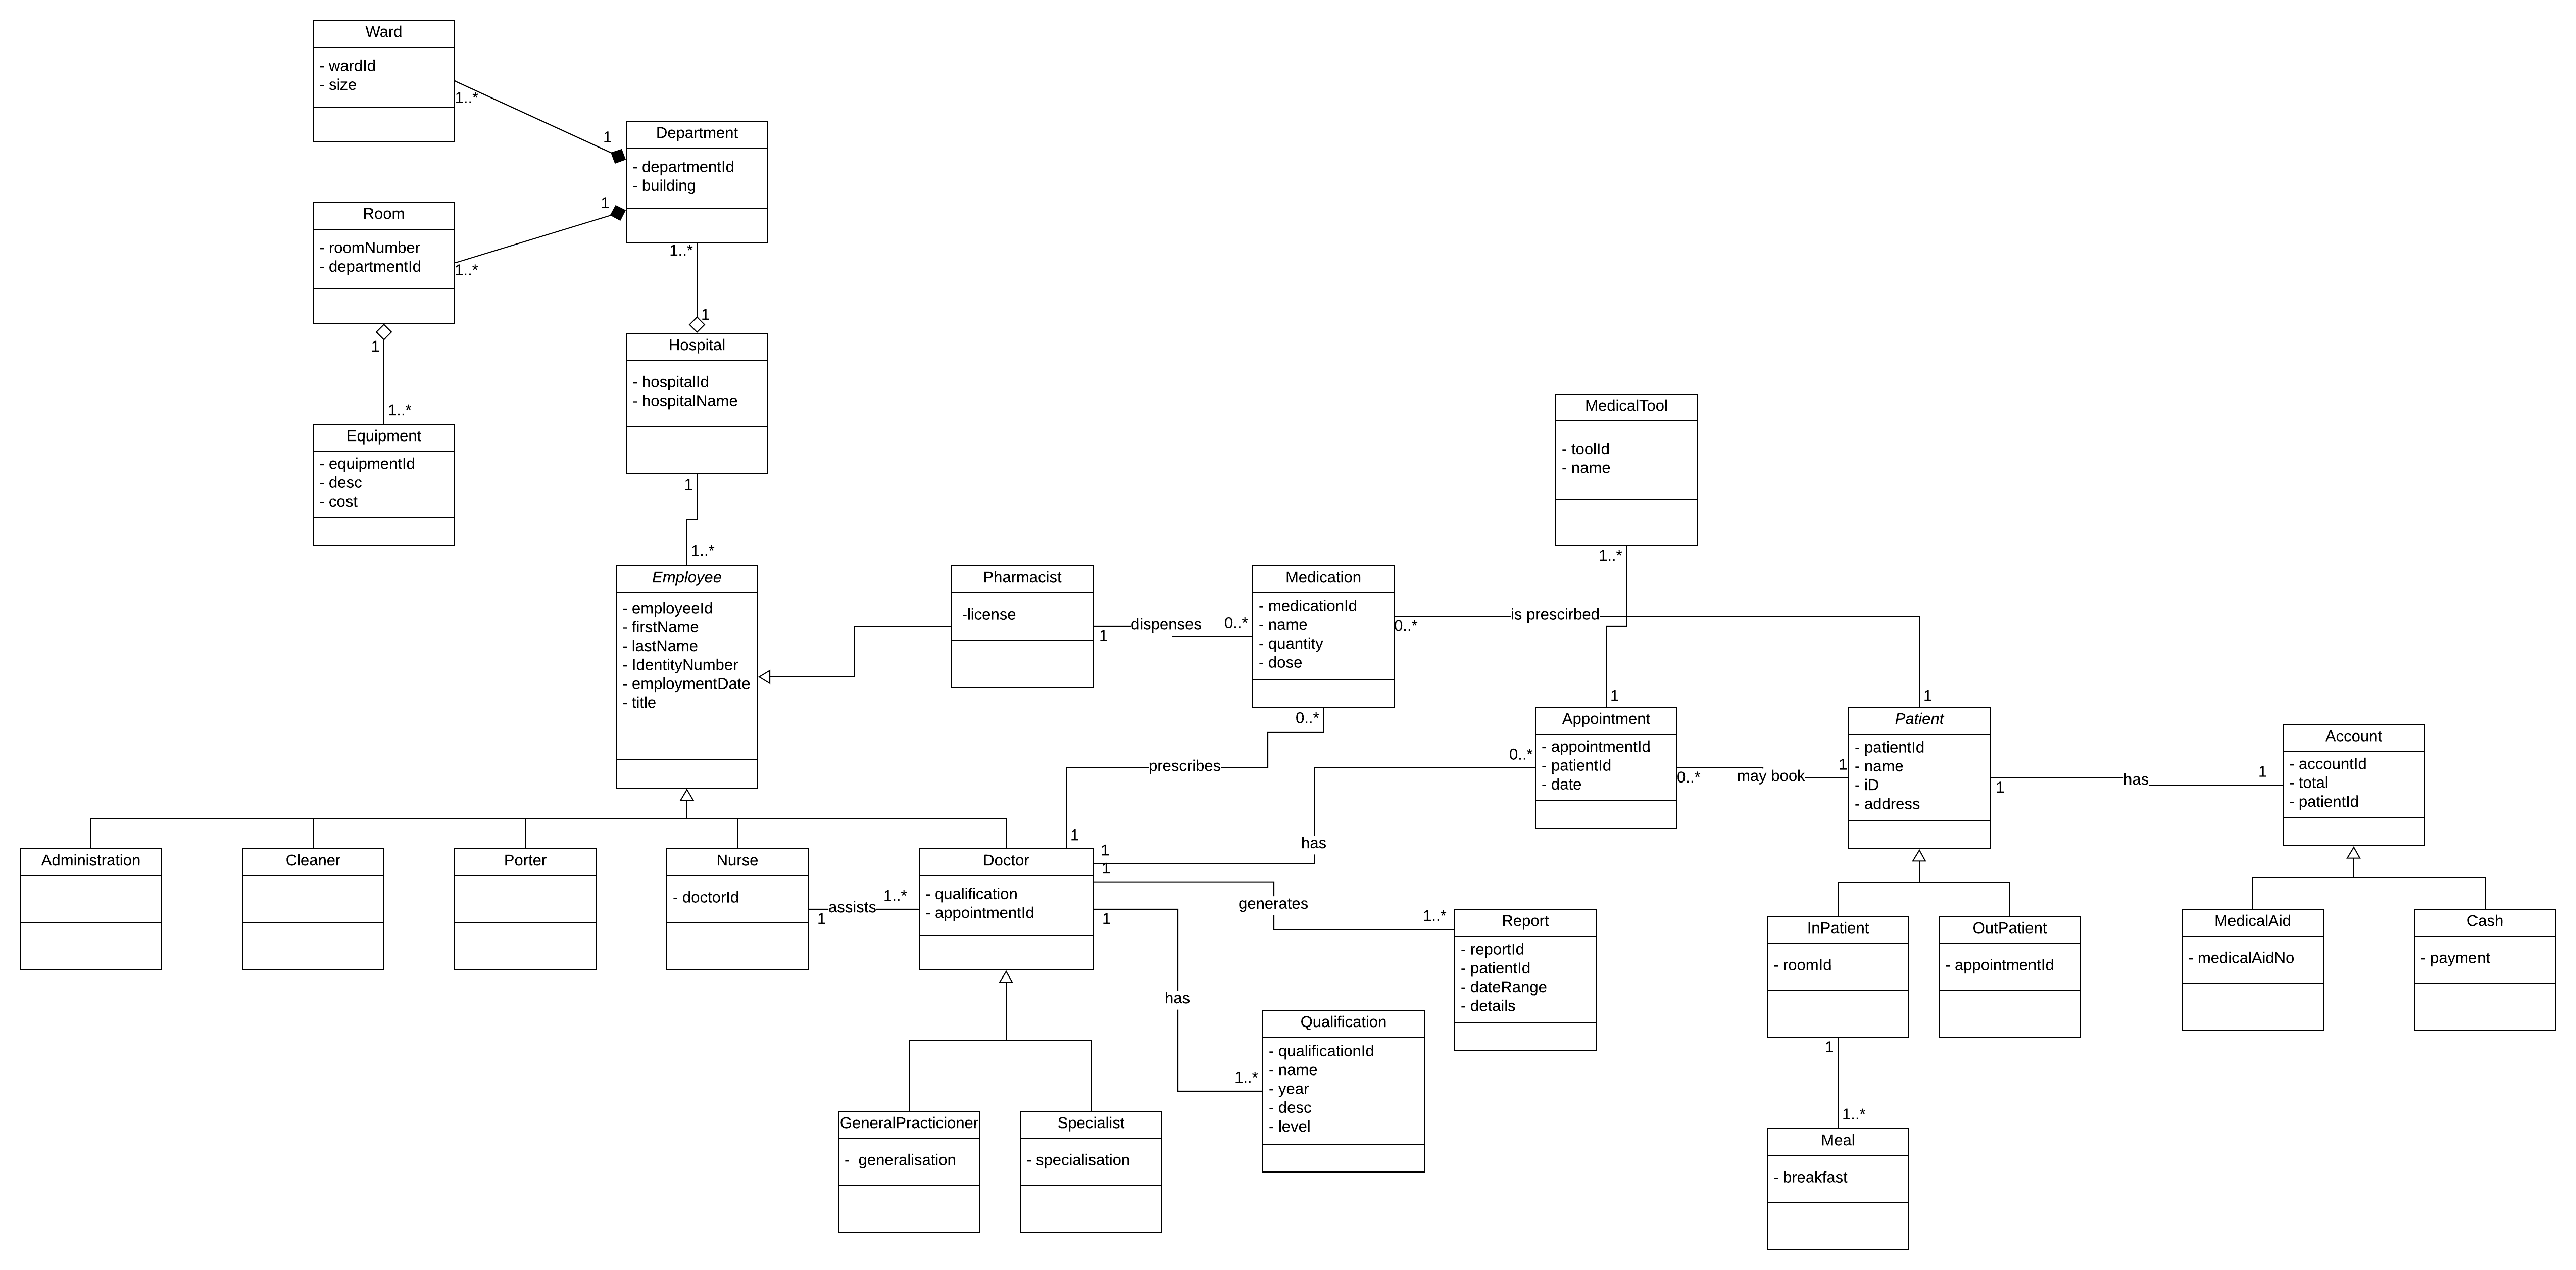 Ward
- wardId
- size
1..*
1
Department
- departmentId
- building
1..*
Room
- roomNumber
- departmentId
1..*
1
1
1..*
Equipment
- equipmentId
- desc
- cost
1
Hospital
- hospitalId
- hospitalName
1
1..*
MedicalTool
- toolId
- name
1..*
1
Employee
- employeeId
- firstName
- lastName
- IdentityNumber
- employmentDate
- title
Pharmacist
-license
1
dispenses
0..*
Medication
- medicationId
- name
- quantity
- dose
0..*
is prescirbed
1
0..*
prescribes
1
Appointment
- appointmentId
- patientId
- date
0..*
0..*
may book
1
Patient
- patientId
- name
- iD
- address
1
has
1
Account
- accountId
- total
- patientId
Administration
Cleaner
Porter
Nurse
- doctorId
1
assists
1..*
Doctor
- qualification
- appointmentId
1
has
1
generates
1..*
1
has
1..*
Report
- reportId
- patientId
- dateRange
- details
Qualification
- qualificationId
- name
- year
- desc
- level
InPatient
- roomId
OutPatient
- appointmentId
MedicalAid
- medicalAidNo
Cash
- payment
1
1..*
GeneralPracticioner
- generalisation
Specialist
- specialisation
Meal
- breakfast